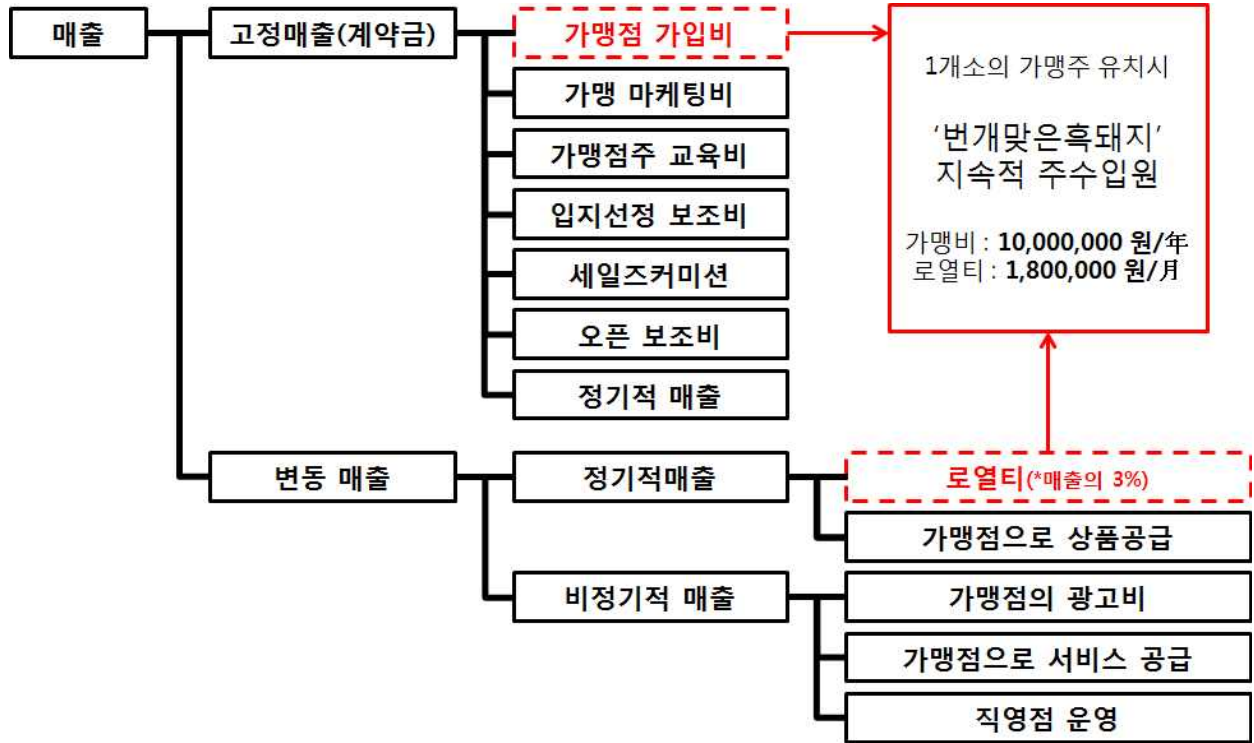 매출
고정매출(계약금)
가맹점 가입비
가맹 마케팅비
가맹점주 교육비
입지선정 보조비
세일즈커미션
오픈 보조비
정기적 매출
1개소의 가맹주 유치시
‘번개맞은흑돼지’
지속적 주수입원
가맹비 : 10,000,000 원/年
로열티 : 1,800,000 원/月
변동 매출
정기적매출
로열티(*매출의 3%)
가맹점으로 상품공급
비정기적 매출
가맹점의 광고비
가맹점으로 서비스 공급
직영점 운영